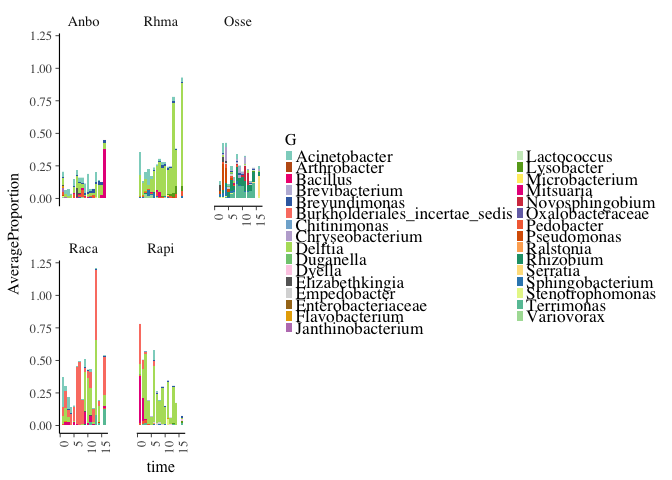 Anbo Rhma Osse
1.25
1.00
0.75
0.50
0.25
0.00
0 5 10 15
Raca Rapi
1.25
1.00
0.75
0.50
0.25
0.00
0 5 10 15 0 5 10 15
AverageProportion
time
G
Acinetobacter
Arthrobacter
Bacillus
Brevibacterium
Brevundimonas
Burkholderiales_incertae_sedis
Chitinimonas
Chryseobacterium
Delftia
Duganella
Dyella
Elizabethkingia
Empedobacter
Enterobacteriaceae
Flavobacterium
Janthinobacterium
Lactococcus
Lysobacter
Microbacterium
Mitsuaria
Novosphingobium
Oxalobacteraceae
Pedobacter
Pseudomonas
Ralstonia
Rhizobium
Serratia
Sphingobacterium
Stenotrophomonas
Terrimonas
Variovorax